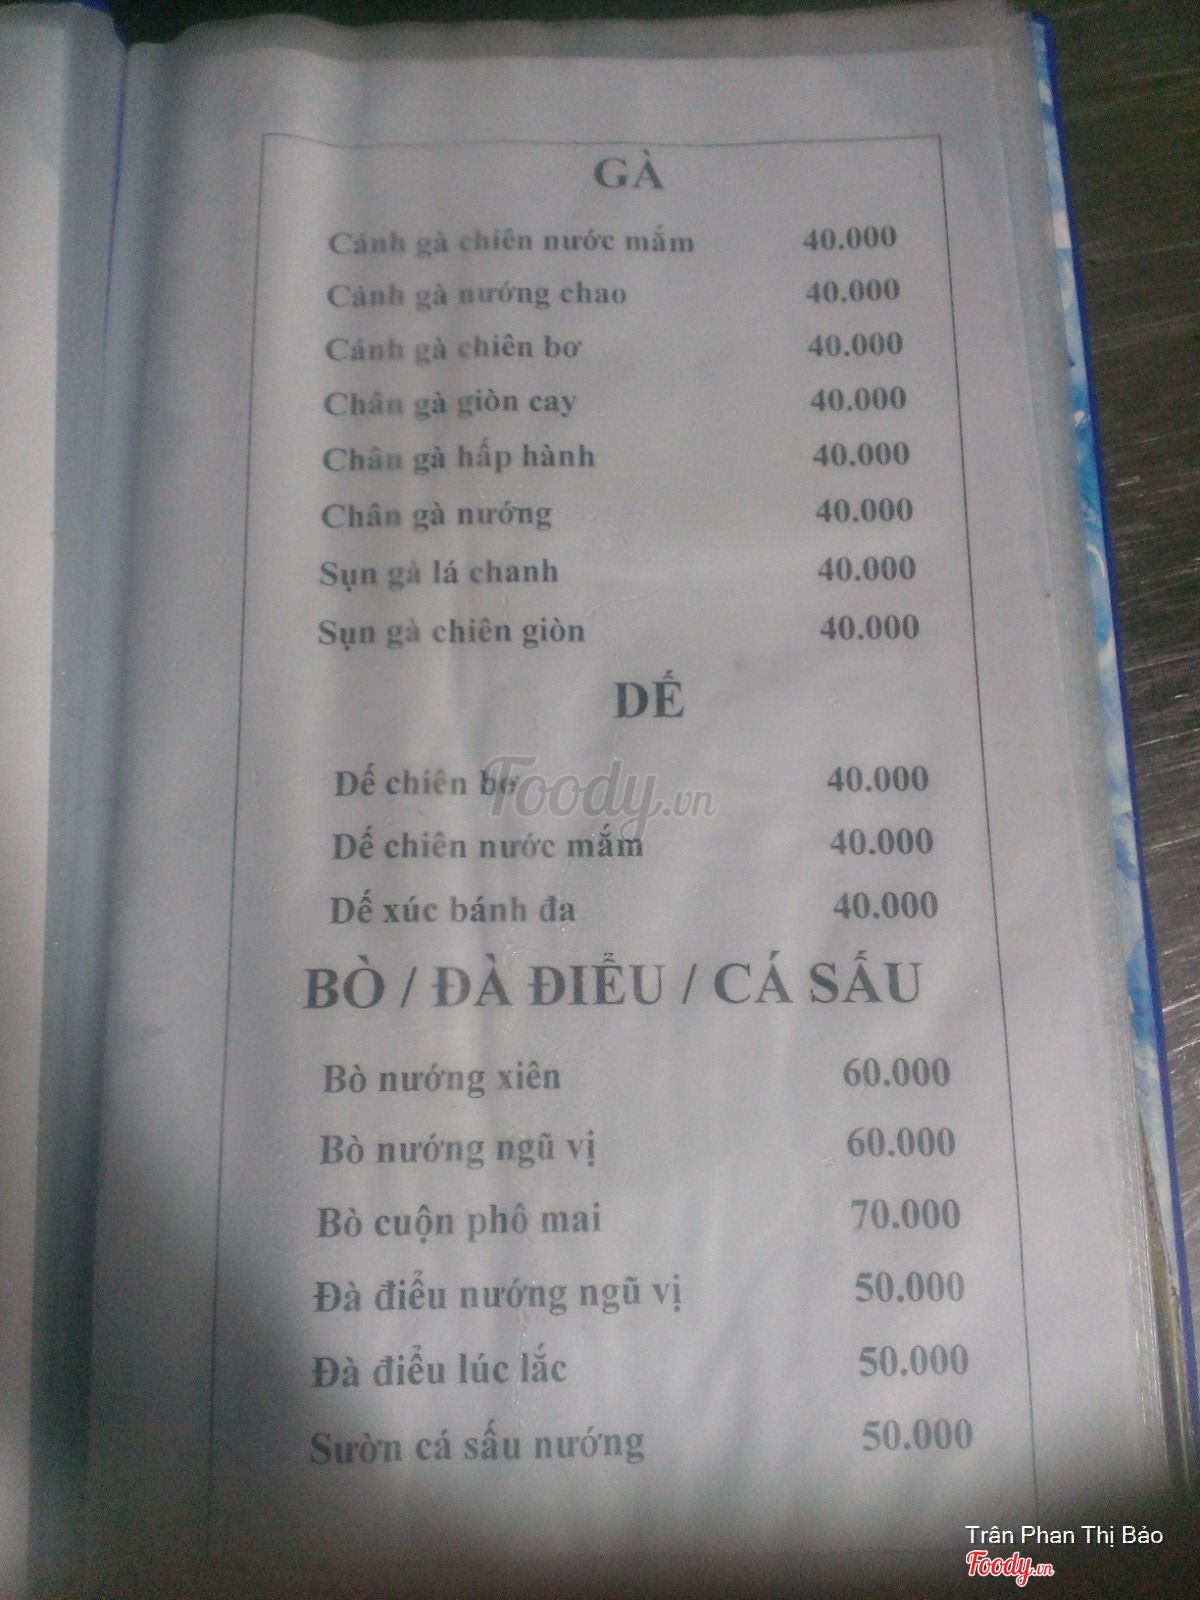 GÀ
Cánh gà chiên nước mắm 40.000
Cánh gà nướng chao 40.000
Cánh gà chiên bơ 40.000
Chân gà giòn cay 40.000
Chân gà hấp hành 40.000
Chân gà nướng 40.000
Sụn gà lá chanh 40.000
Sụn gà chiên giòn 40.000
DẾ
Dế chiên bơ 40.000
Foody.vn
Dế chiên nước mắm 40.000
Dế xúc bánh đa 40.000
BÒ / ĐÀ ĐIỂU / CÁ SẤU
Bò nướng xiên 60.000
Bò nướng ngũ vị 60.000
Bò cuộn phô mai 70.000
Đà điểu nướng ngũ vị 50.000
Đà điểu lúc lắc 50.000
Sườn cá sấu nướng 50.000
Trân Phan Thị Bảo
Foody.vn